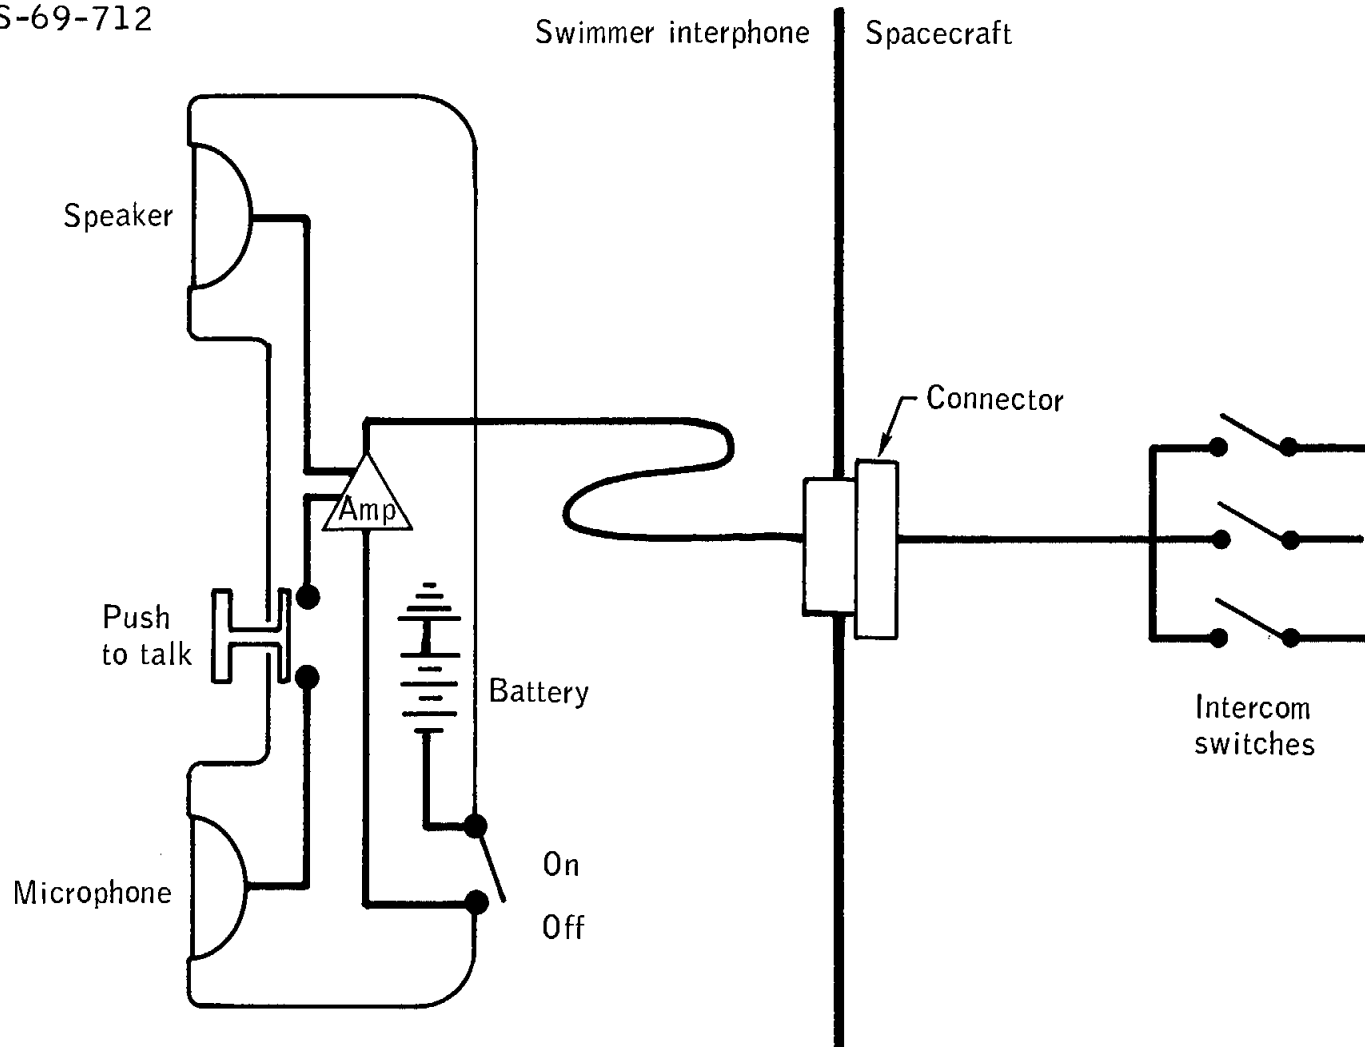 S-69-712
Swimmer interphone
Spacecraft
Speaker
Connector
Amp
Push
to talk
Battery
Intercom
switches
On
Microphone
Off